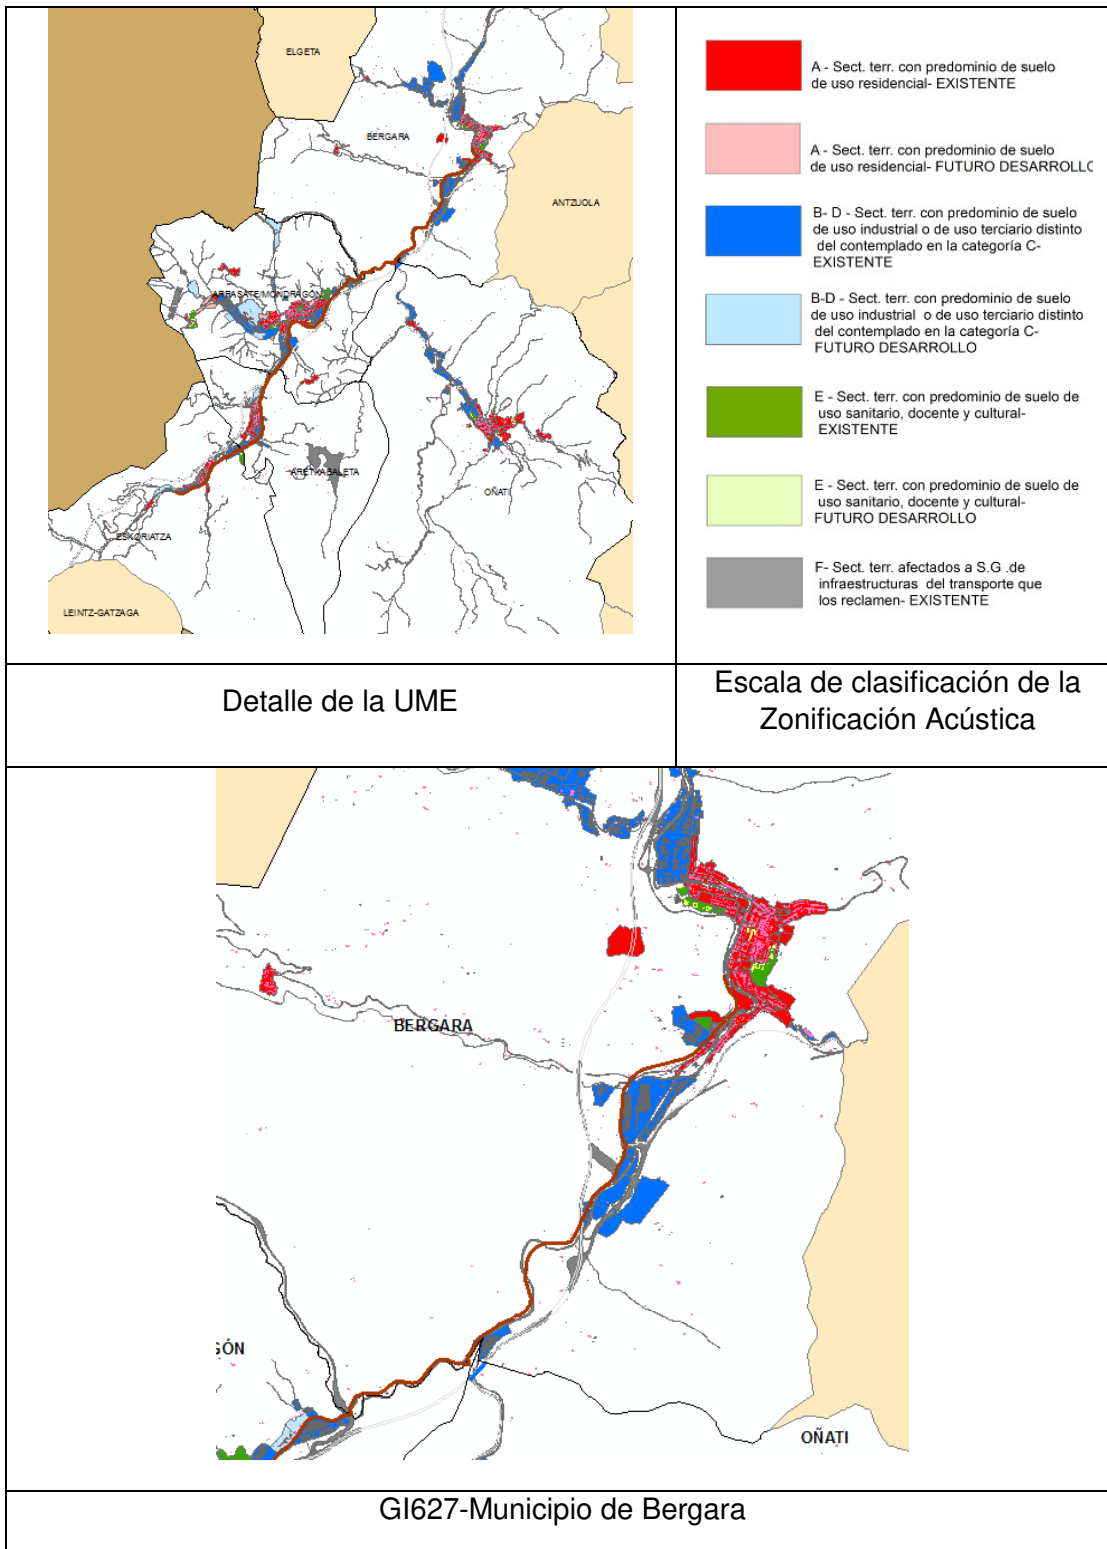 ELGETA
BERGARA
ANTZUOLA
ARRASATE/MONDRAGÓN
ARETXABALETA
OÑATI
ESKORIATZA
LEINTZ-GATZAGA
A - Sect. terr. con predominio de suelo
de uso residencial- EXISTENTE
A - Sect. terr. con predominio de suelo
de uso residencial- FUTURO DESARROLLO
B- D - Sect. terr. con predominio de suelo
de uso industrial o de uso terciario distinto
del contemplado en la categoría C-
EXISTENTE
B-D - Sect. terr. con predominio de suelo
de uso industrial o de uso terciario distinto
del contemplado en la categoría C-
FUTURO DESARROLLO
E - Sect. terr. con predominio de suelo de
uso sanitario, docente y cultural-
EXISTENTE
E - Sect. terr. con predominio de suelo de
uso sanitario, docente y cultural-
FUTURO DESARROLLO
F- Sect. terr. afectados a S.G .de
infraestructuras del transporte que
los reclamen- EXISTENTE
Detalle de la UME
Escala de clasificación de la
Zonificación Acústica
BERGARA
GÓN
OÑATI
GI627-Municipio de Bergara